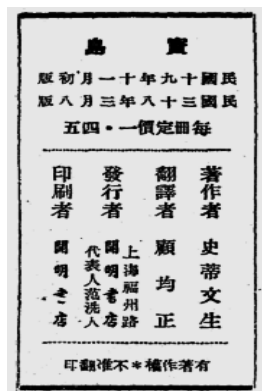 寶島
民國十九年十一月初版
民國三十八年三月八版
每冊定價一·四五
著作者 史蒂文生
翻譯者 顧均正
發行者 上海福州路
開明書店
代表人范洗人
印刷者 開明書店
有著作權*不准翻印